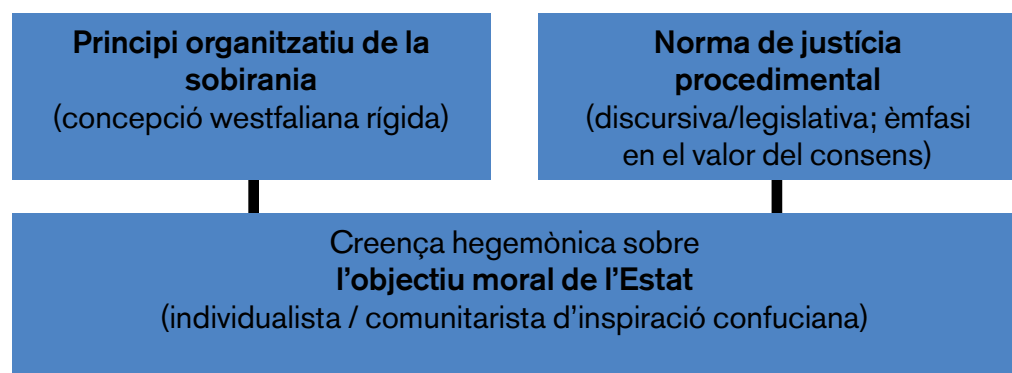 Principi organitzatiu de la
sobirania
(concepció westfaliana rígida)
Norma de justícia
procedimental
(discursiva/legislativa; èmfasi
en el valor del consens)
Creença hegemònica sobre
l’objectiu moral de l’Estat
(individualista / comunitarista d’inspiració confuciana)